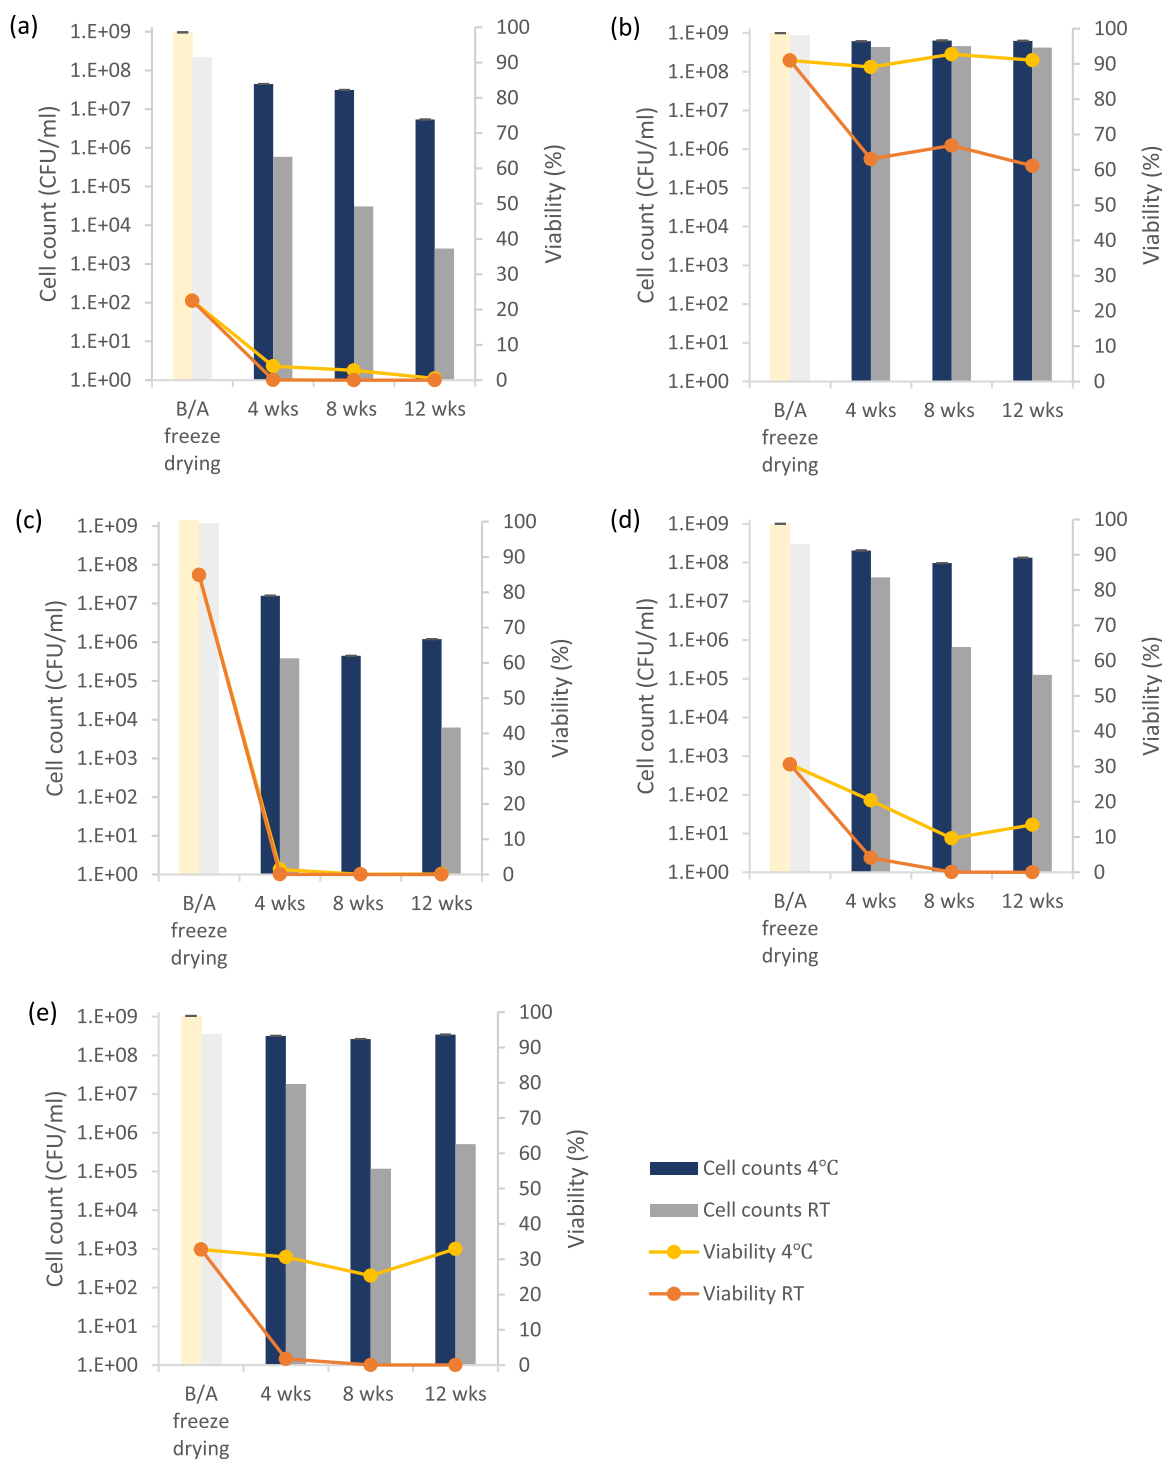 (a)
1.E+09
1.E+08
1.E+07
1.E+06
1.E+05
1.E+04
1.E+03
1.E+02
1.E+01
1.E+00
Cell count (CFU/ml)
100
90
80
70
60
50
40
30
20
10
0
Viability (%)
B/A
freeze
drying
4 wks
8 wks
12 wks
(b)
1.E+09
1.E+08
1.E+07
1.E+06
1.E+05
1.E+04
1.E+03
1.E+02
1.E+01
1.E+00
Cell count (CFU/ml)
100
90
80
70
60
50
40
30
20
10
0
Viability (%)
B/A
freeze
drying
4 wks
8 wks
12 wks
(c)
1.E+09
1.E+08
1.E+07
1.E+06
1.E+05
1.E+04
1.E+03
1.E+02
1.E+01
1.E+00
Cell count (CFU/ml)
100
90
80
70
60
50
40
30
20
10
0
Viability (%)
B/A
freeze
drying
4 wks
8 wks
12 wks
(d)
1.E+09
1.E+08
1.E+07
1.E+06
1.E+05
1.E+04
1.E+03
1.E+02
1.E+01
1.E+00
Cell count (CFU/ml)
100
90
80
70
60
50
40
30
20
10
0
Viability (%)
B/A
freeze
drying
4 wks
8 wks
12 wks
(e)
1.E+09
1.E+08
1.E+07
1.E+06
1.E+05
1.E+04
1.E+03
1.E+02
1.E+01
1.E+00
Cell count (CFU/ml)
100
90
80
70
60
50
40
30
20
10
0
Viability (%)
B/A
freeze
drying
4 wks
8 wks
12 wks
Cell counts 4℃
Cell counts RT
Viability 4℃
Viability RT